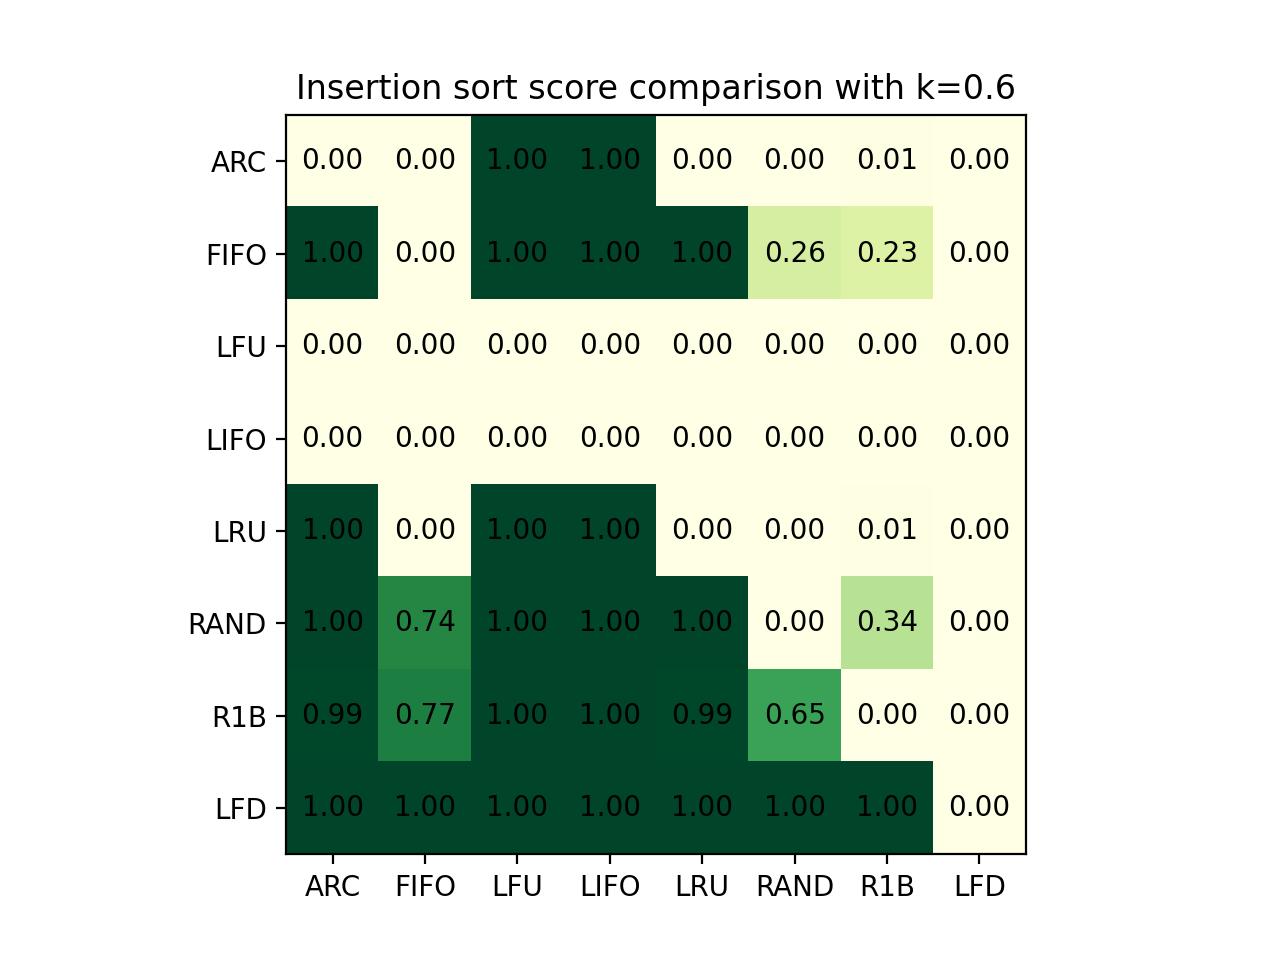 Insertion sort score comparison with k=0.6
ARC 0.00 0.00 1.00 1.00 0.00 0.00 0.01 0.00
FIFO 1.00 0.00 1.00 1.00 1.00 0.26 0.23 0.00
LFU 0.00 0.00 0.00 0.00 0.00 0.00 0.00 0.00
LIFO 0.00 0.00 0.00 0.00 0.00 0.00 0.00 0.00
LRU 1.00 0.00 1.00 1.00 0.00 0.00 0.01 0.00
RAND 1.00 0.74 1.00 1.00 1.00 0.00 0.34 0.00
R1B 0.99 0.77 1.00 1.00 0.99 0.65 0.00 0.00
LFD 1.00 1.00 1.00 1.00 1.00 1.00 1.00 0.00
ARC FIFO LFU LIFO LRU RAND R1B LFD